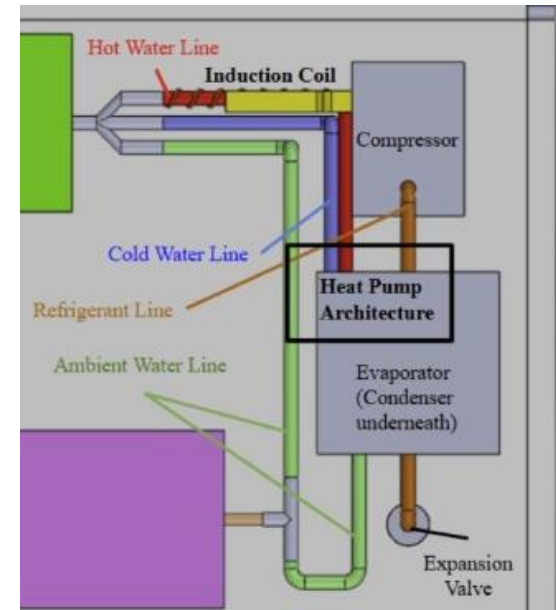 Hot Water Line
Induction Coil
Compressor
Cold Water Line
Heat Pump
Architecture
Refrigerant Line
Ambient Water Line
Evaporator
(Condenser
underneath)
Expansion
Valve